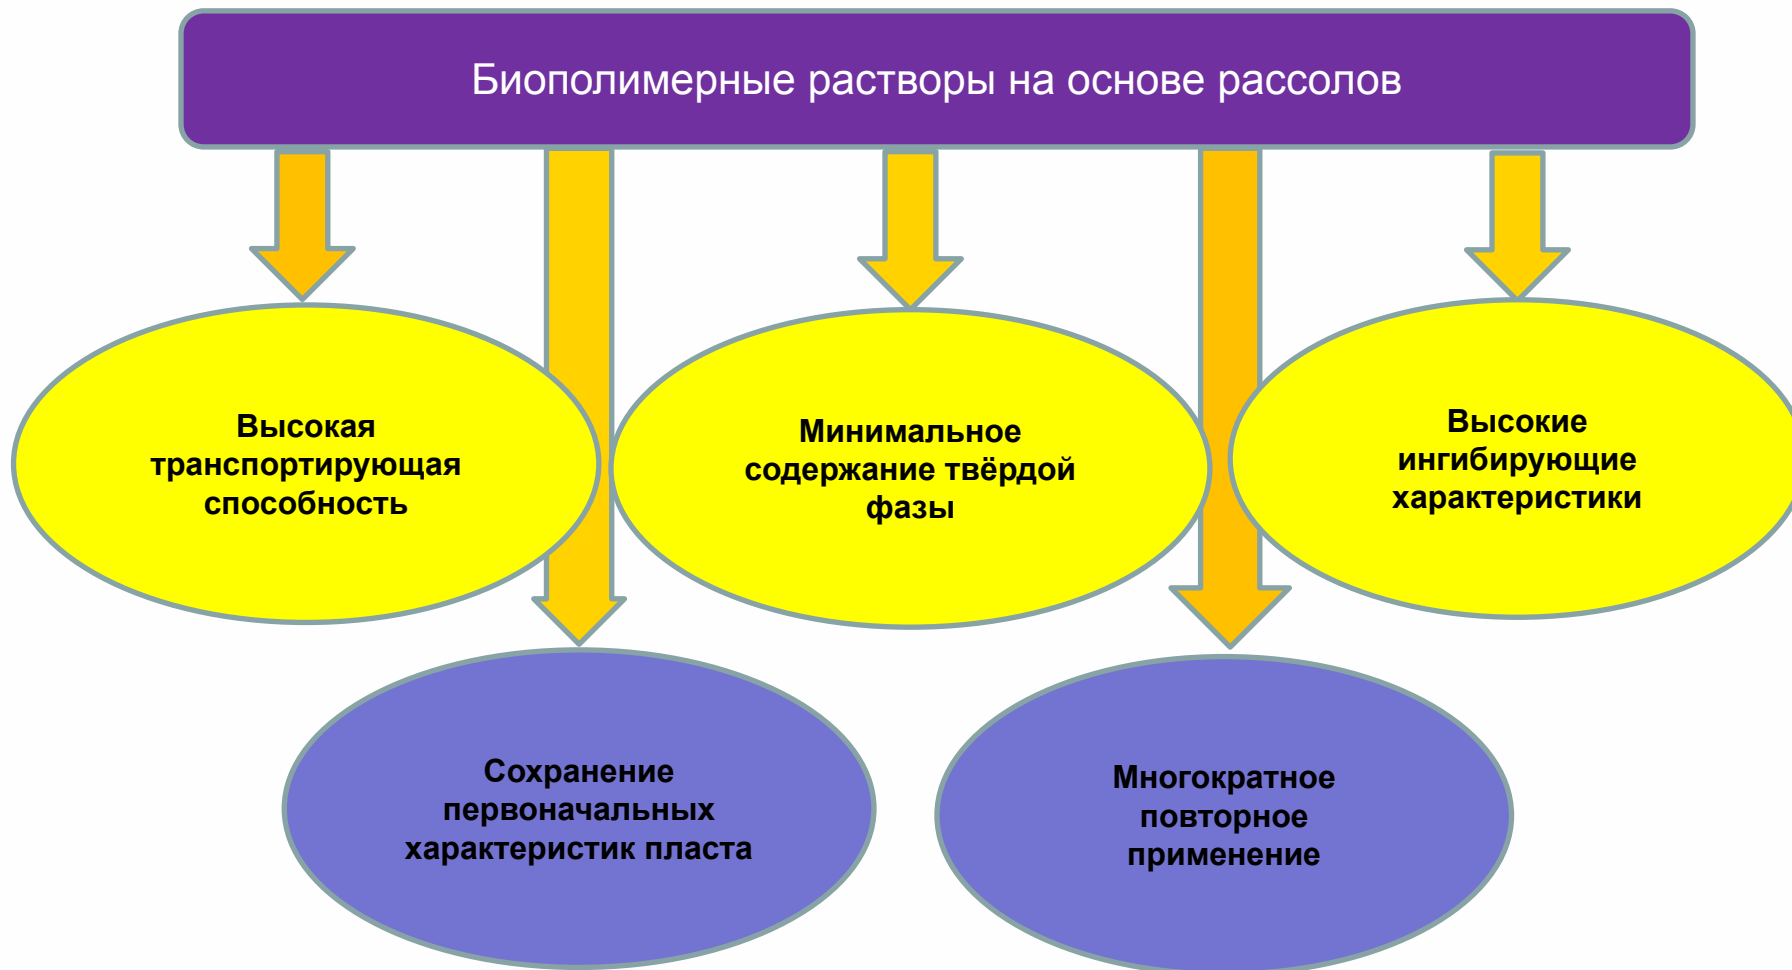 Биополимерные растворы на основе рассолов
Высокая
транспортирующая
способность
Минимальное
содержание твёрдой
фазы
Высокие
ингибирующие
характеристики
Сохранение
первоначальных
характеристик пласта
Многократное
повторное
применение